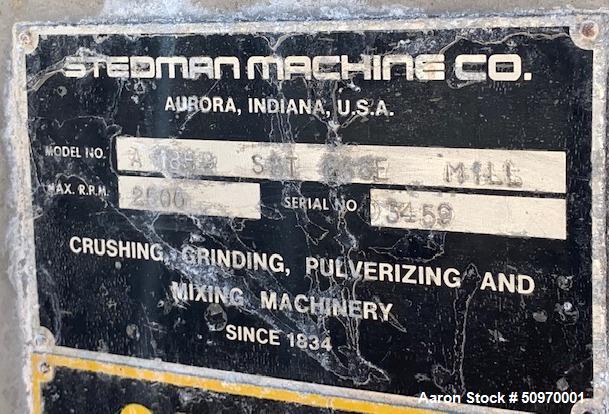 STEDMAN MACHINE CO.
AURORA, INDIANA, U.S.A.
MODEL NO. MILL
MAX. R.P.M. SERIAL NO
CRUSHING, GRINDING, PULVERIZING AND
MIXING MACHINERY
SINCE 1834
Aaron Stock # 50970001